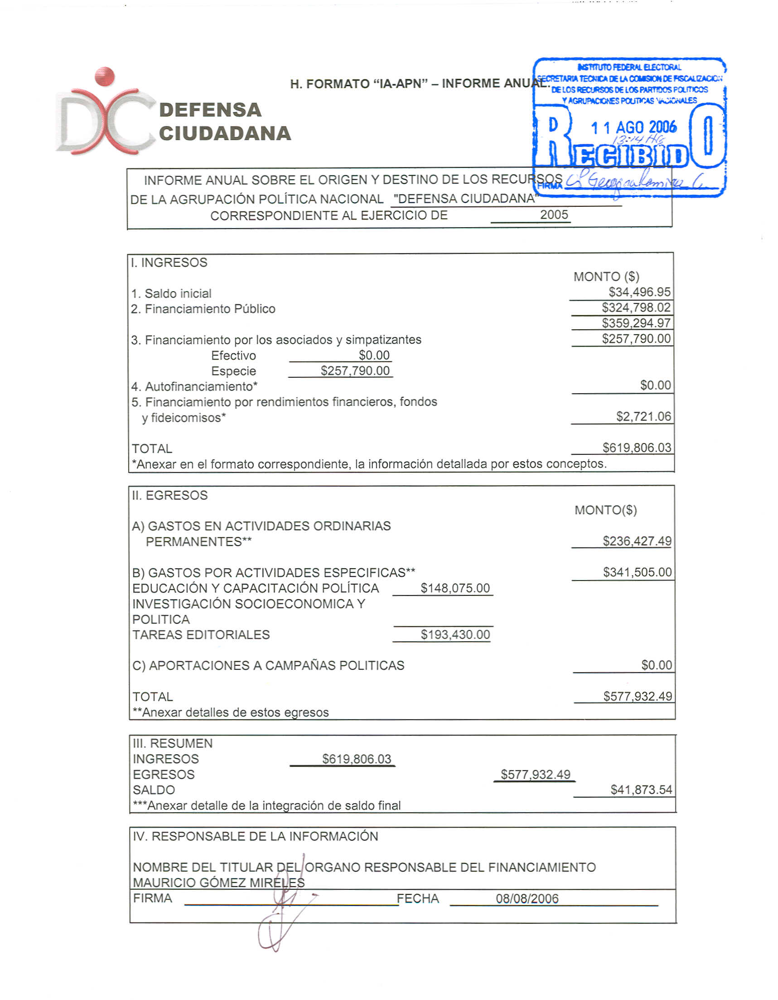 INSTITUTO FEDERAL ELECTORAL
SECRETARIA TECNICA DE LA COMISION DE FISCALIZACION
DE LOS RECURSOS DE LOS PARTIDOS POLITICOS
Y AGRUPACIONES POLITICAS NACIONALES
RECIBIDO
11 AGO 2006
13:14 Hrs
FIRMA Georgina Ramirez C.
H. FORMATO “IA-APN” – INFORME ANUAL.
DC DEFENSA
CIUDADANA
INFORME ANUAL SOBRE EL ORIGEN Y DESTINO DE LOS RECURSOS
DE LA AGRUPACIÓN POLÍTICA NACIONAL "DEFENSA CIUDADANA"
CORRESPONDIENTE AL EJERCICIO DE 2005
I. INGRESOS
MONTO ($)
1. Saldo inicial $34,496.95
2. Financiamiento Público $324,798.02
$359,294.97
3. Financiamiento por los asociados y simpatizantes $257,790.00
Efectivo $0.00
Especie $257,790.00
4. Autofinanciamiento* $0.00
5. Financiamiento por rendimientos financieros, fondos
y fideicomisos* $2,721.06
TOTAL $619,806.03
*Anexar en el formato correspondiente, la información detallada por estos conceptos.
II. EGRESOS
MONTO($)
A) GASTOS EN ACTIVIDADES ORDINARIAS
PERMANENTES** $236,427.49
B) GASTOS POR ACTIVIDADES ESPECIFICAS** $341,505.00
EDUCACIÓN Y CAPACITACIÓN POLÍTICA $148,075.00
INVESTIGACIÓN SOCIOECONOMICA Y
POLITICA
TAREAS EDITORIALES $193,430.00
C) APORTACIONES A CAMPAÑAS POLITICAS $0.00
TOTAL $577,932.49
**Anexar detalles de estos egresos
III. RESUMEN
INGRESOS $619,806.03
EGRESOS $577,932.49
SALDO $41,873.54
***Anexar detalle de la integración de saldo final
IV. RESPONSABLE DE LA INFORMACIÓN
NOMBRE DEL TITULAR DEL ORGANO RESPONSABLE DEL FINANCIAMIENTO
MAURICIO GÓMEZ MIRELES
FIRMA FECHA 08/08/2006